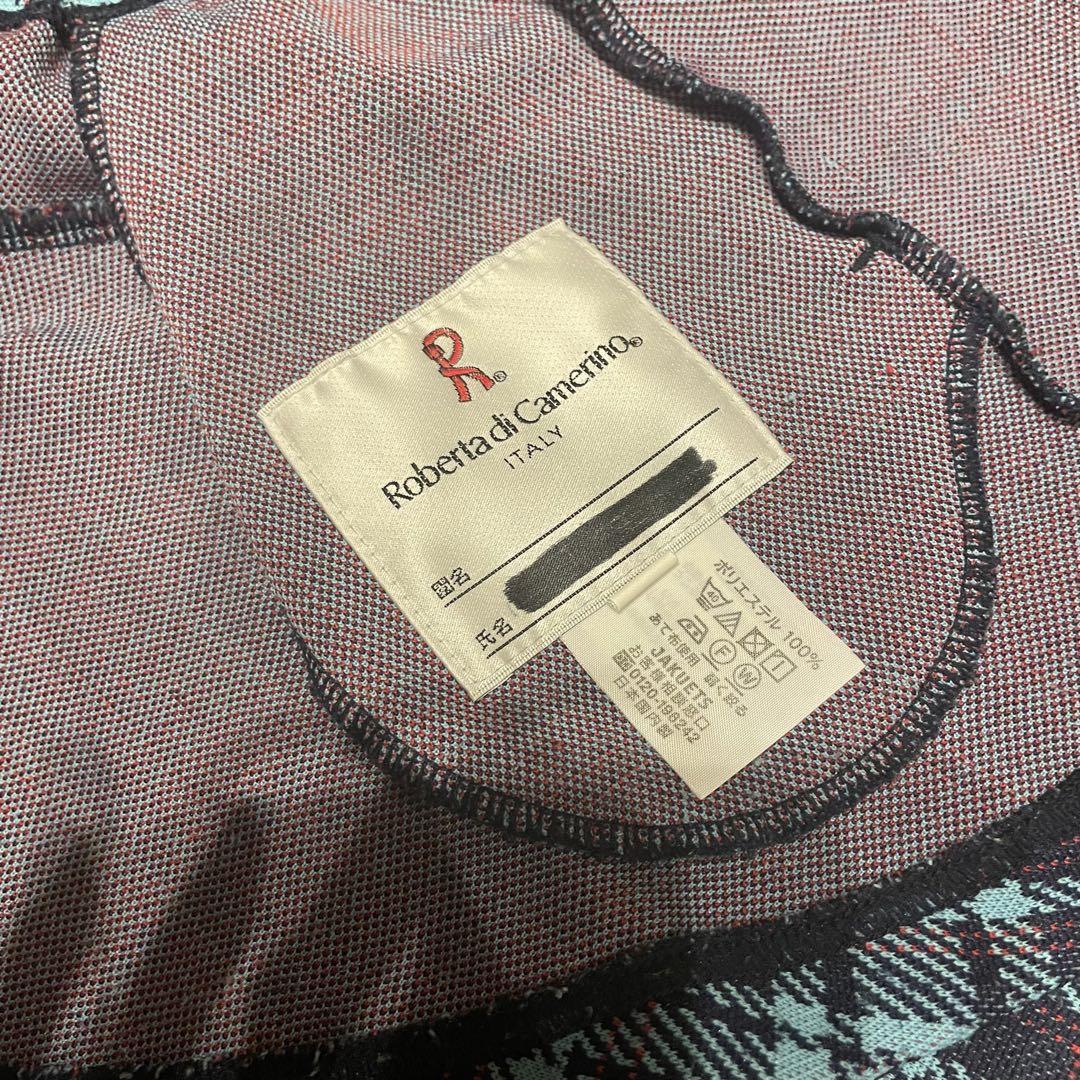 R®
Roberta di Camerino®
ITALY
園名
氏名
ポリエステル 100%
40 F W
あて布使用 弱く絞る
JAKUETS
お客様相談窓口
0120-198242
日本国内製